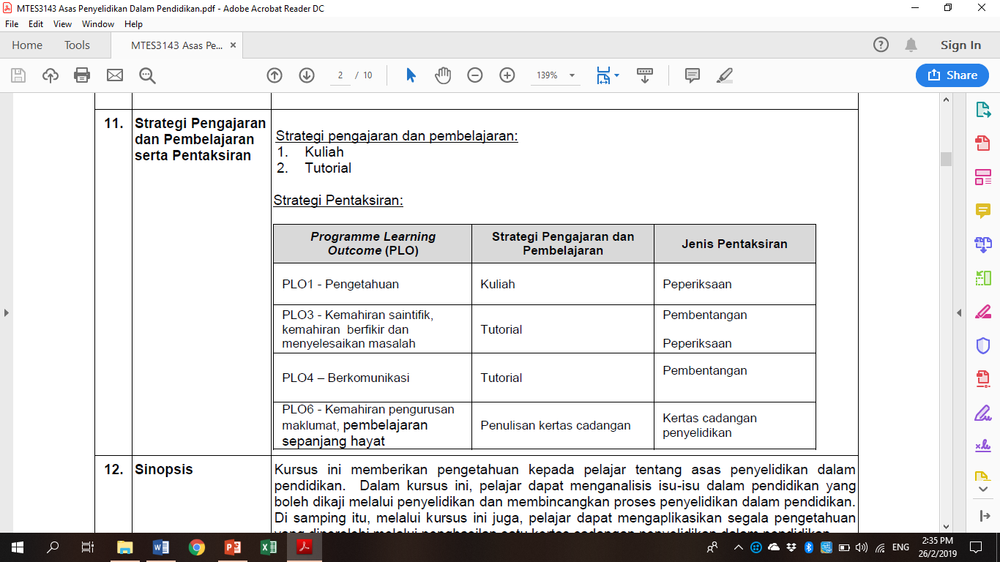 MTES3143 Asas Penyelidikan Dalam Pendidikan.pdf - Adobe Acrobat Reader DC
File Edit View Window Help
Home Tools MTES3143 Asas Pe... × Sign In
2 / 10 139% Share
11. Strategi Pengajaran
dan Pembelajaran
serta Pentaksiran
Strategi pengajaran dan pembelajaran:
1. Kuliah
2. Tutorial
Strategi Pentaksiran:
Programme Learning
Outcome (PLO)
Strategi Pengajaran dan
Pembelajaran
Jenis Pentaksiran
PLO1 - Pengetahuan
Kuliah
Peperiksaan
PLO3 - Kemahiran saintifik,
kemahiran berfikir dan
menyelesaikan masalah
Tutorial
Pembentangan
Peperiksaan
PLO4 – Berkomunikasi
Tutorial
Pembentangan
PLO6 - Kemahiran pengurusan
maklumat, pembelajaran
sepanjang hayat
Penulisan kertas cadangan
Kertas cadangan
penyelidikan
12. Sinopsis
Kursus ini memberikan pengetahuan kepada pelajar tentang asas penyelidikan dalam
pendidikan. Dalam kursus ini, pelajar dapat menganalisis isu-isu dalam pendidikan yang
boleh dikaji melalui penyelidikan dan membincangkan proses penyelidikan dalam pendidikan.
Di samping itu, melalui kursus ini juga, pelajar dapat mengaplikasikan segala pengetahuan
yang diperolehi melalui penghasilan satu kertas cadangan penyelidikan dalam pendidikan.
ENG
2:35 PM
26/2/2019